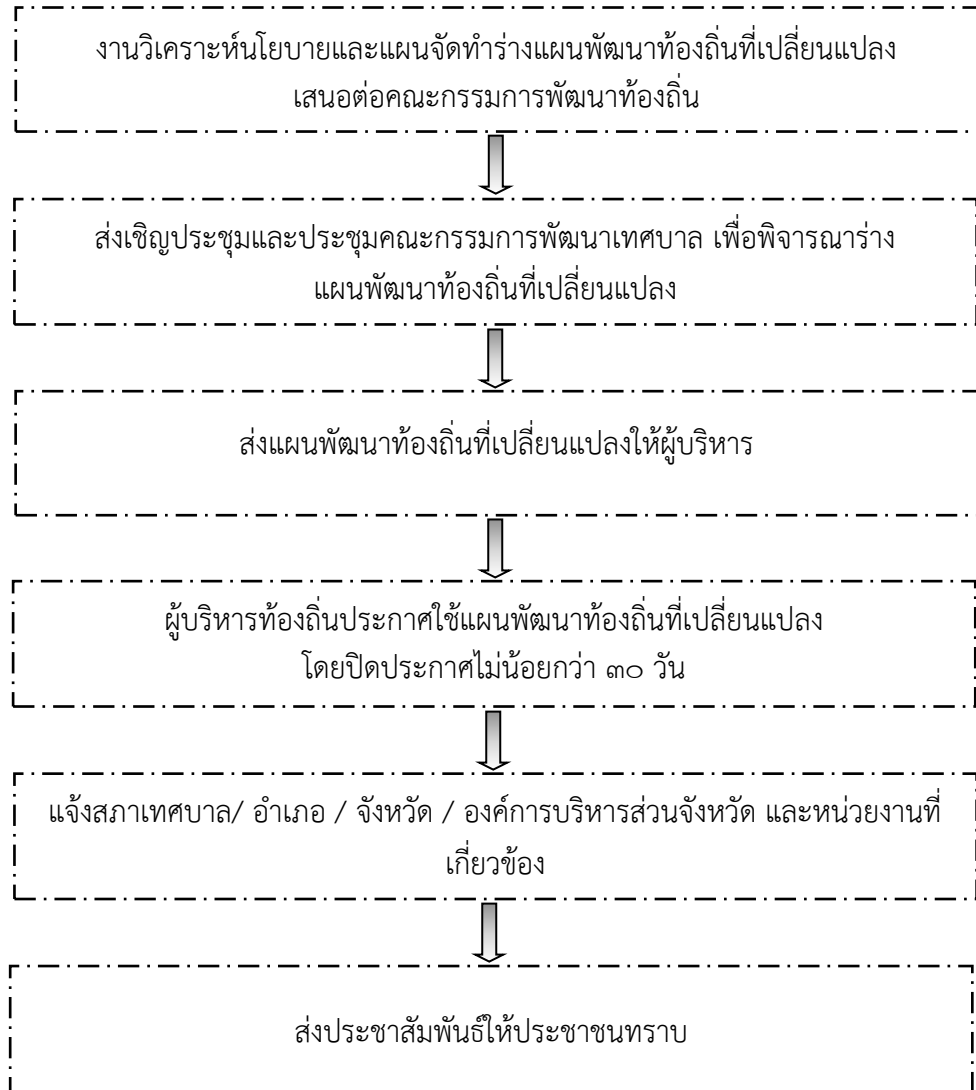 งานวิเคราะห์นโยบายและแผนจัดทำร่างแผนพัฒนาท้องถิ่นที่เปลี่ยนแปลง
เสนอต่อคณะกรรมการพัฒนาท้องถิ่น
ส่งเชิญประชุมและประชุมคณะกรรมการพัฒนาเทศบาล เพื่อพิจารณาร่าง
แผนพัฒนาท้องถิ่นที่เปลี่ยนแปลง
ส่งแผนพัฒนาท้องถิ่นที่เปลี่ยนแปลงให้ผู้บริหาร
ผู้บริหารท้องถิ่นประกาศใช้แผนพัฒนาท้องถิ่นที่เปลี่ยนแปลง
โดยปิดประกาศไม่น้อยกว่า ๓๐ วัน
แจ้งสภาเทศบาล/ อำเภอ / จังหวัด / องค์การบริหารส่วนจังหวัด และหน่วยงานที่
เกี่ยวข้อง
ส่งประชาสัมพันธ์ให้ประชาชนทราบ